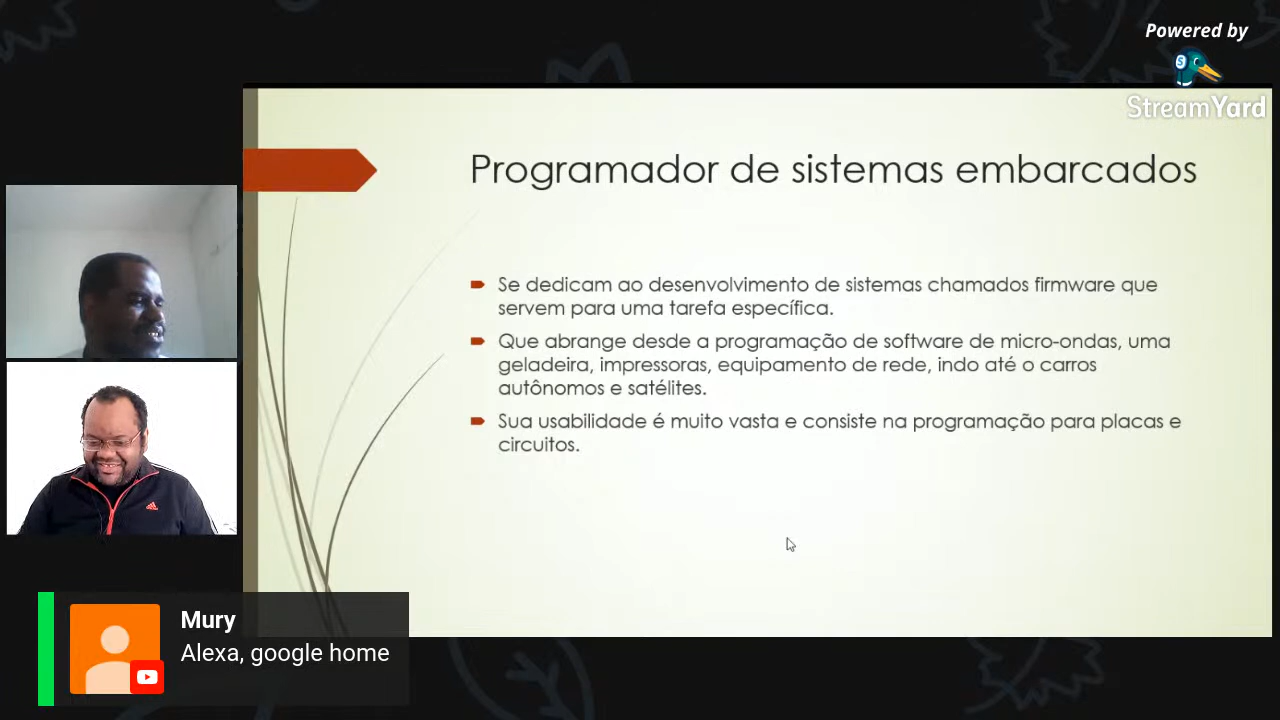 Powered by
StreamYard
Programador de sistemas embarcados
Se dedicam ao desenvolvimento de sistemas chamados firmware que
servem para uma tarefa específica.
Que abrange desde a programação de software de micro-ondas, uma
geladeira, impressoras, equipamento de rede, indo até o carros
autônomos e satélites.
Sua usabilidade é muito vasta e consiste na programação para placas e
circuitos.
Mury
Alexa, google home